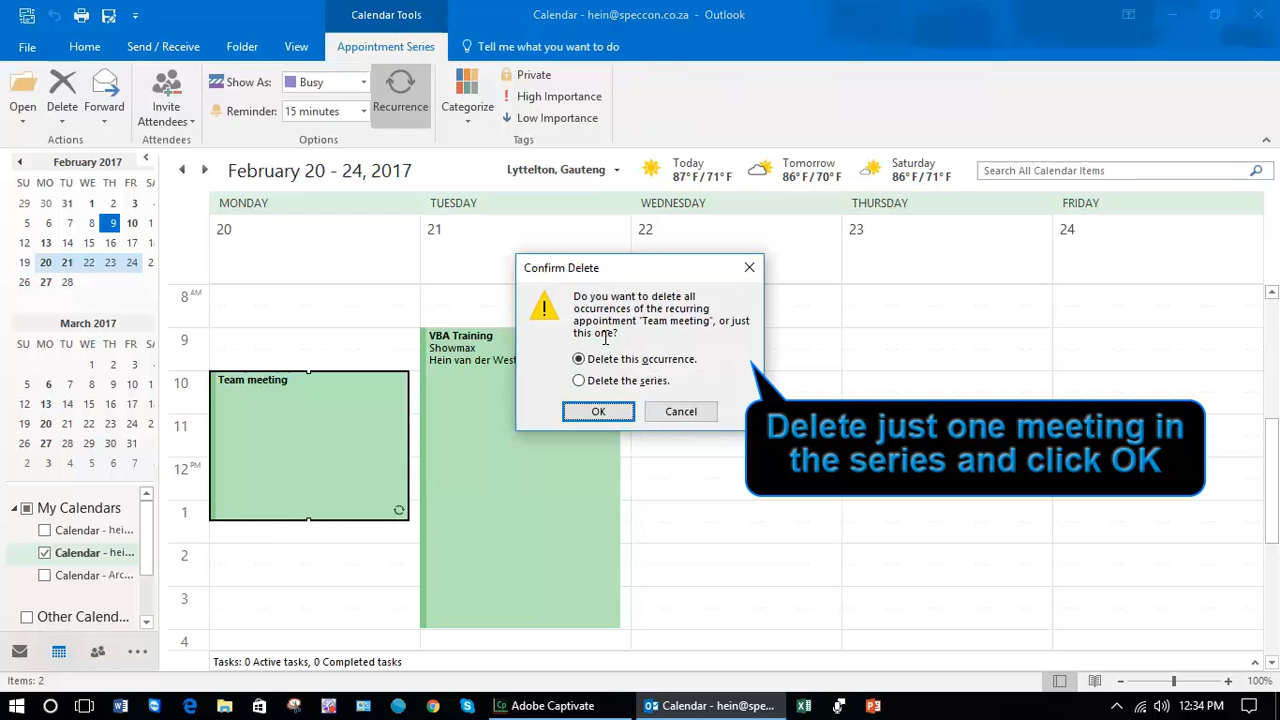 Calendar Tools
Calendar - hein@speccon.co.za - Outlook
File
Home
Send / Receive
Folder
View
Appointment Series
Tell me what you want to do
Open
Delete
Forward
Actions
Invite
Attendees
Attendees
Show As:
Busy
Reminder:
15 minutes
Recurrence
Options
Categorize
Private
High Importance
Low Importance
Tags
February 2017
SU MO TU WE TH FR SA
29 30 31 1 2 3 4
5 6 7 8 9 10
12 13 14 15 16 17
19 20 21 22 23 24
26 27 28
March 2017
SU MO TU WE TH FR SA
1 2 3
5 6 7 8 9 10
12 13 14 15 16 17
19 20 21 22 23 24
26 27 28 29 30 31
2 3 4 5 6 7
My Calendars
Calendar - hei...
Calendar - hei...
Calendar - Arc...
Other Calend...
February 20 - 24, 2017
Lyttelton, Gauteng
Today
87° F / 71° F
Tomorrow
86° F / 70° F
Saturday
86° F / 71° F
Search All Calendar Items
MONDAY
TUESDAY
WEDNESDAY
THURSDAY
FRIDAY
20
21
22
23
24
8 AM
9
10
11
12 PM
1
2
3
4
Team meeting
VBA Training
Showmax
Hein van der West
Confirm Delete
Do you want to delete all
occurrences of the recurring
appointment "Team meeting", or just
this one?
Delete this occurrence.
Delete the series.
OK
Cancel
Delete just one meeting in
the series and click OK
Tasks: 0 Active tasks, 0 Completed tasks
Items: 2
100%
Adobe Captivate
Calendar - hein@spe...
12:34 PM